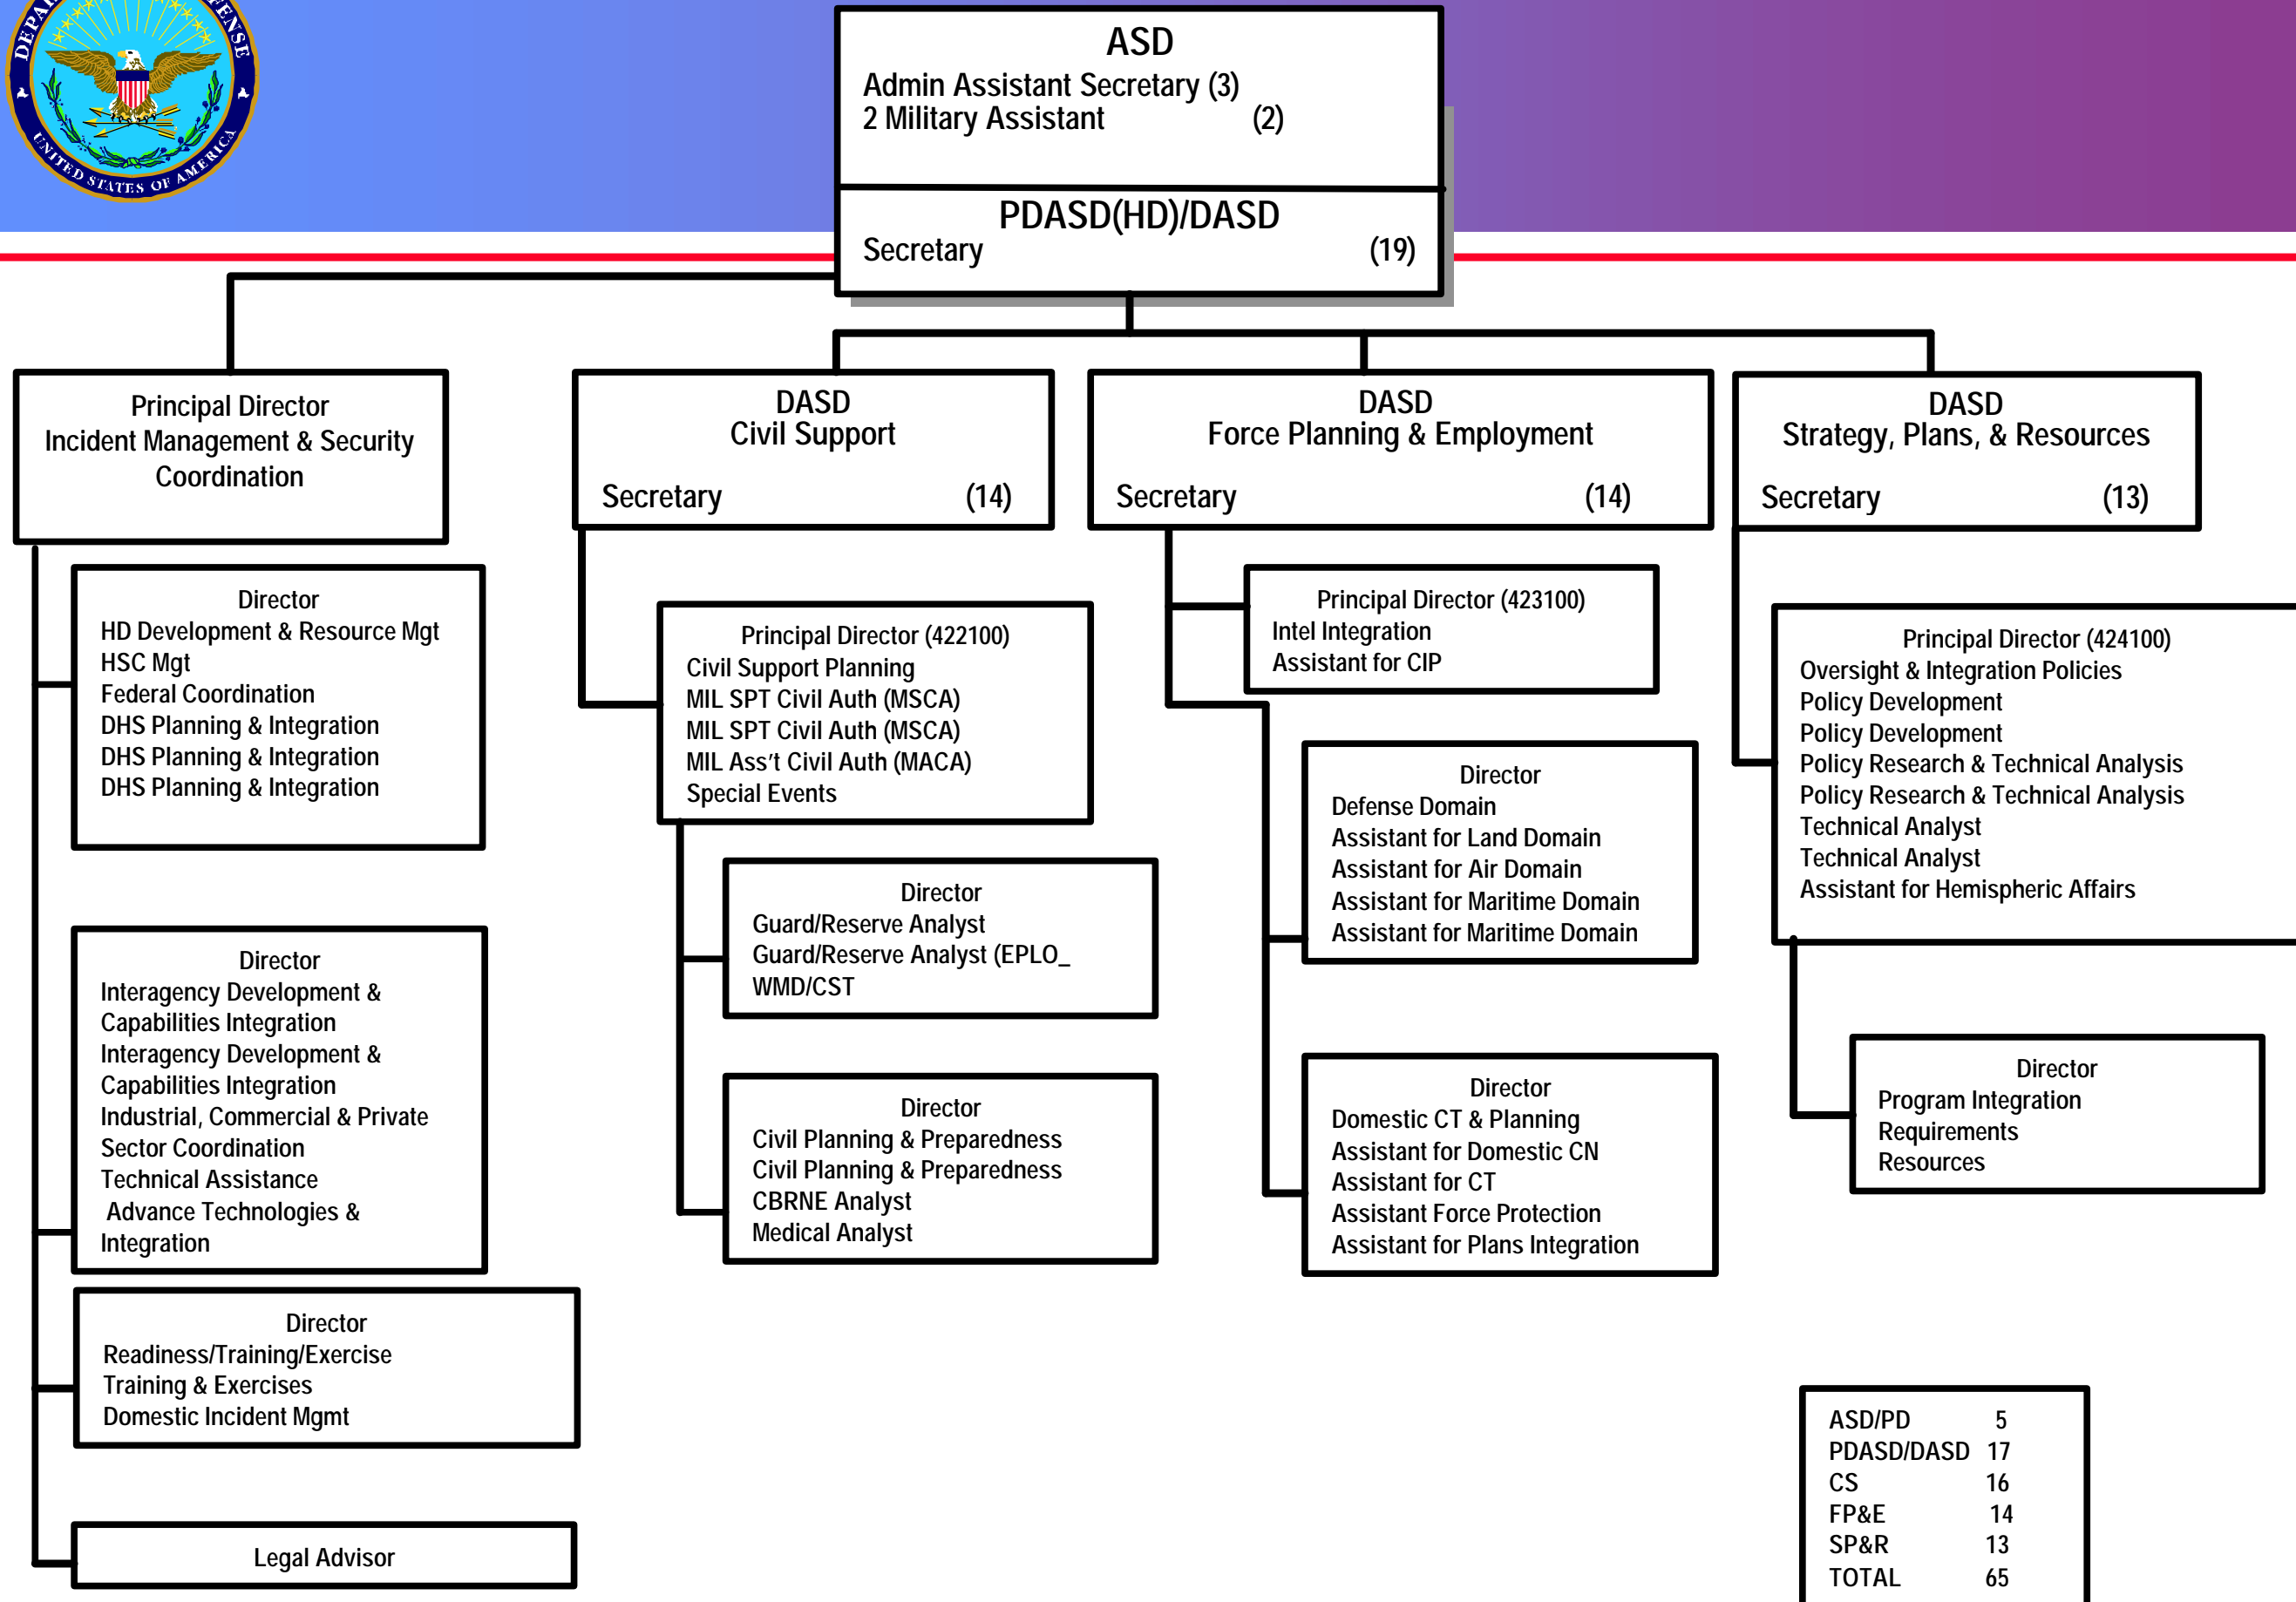 DEPA
FENSE
UNITED STATES OF AMERICA
ASD
Admin Assistant Secretary (3)
2 Military Assistant (2)
PDASD(HD)/DASD
Secretary (19)
Principal Director
Incident Management & Security
Coordination
Director
HD Development & Resource Mgt
HSC Mgt
Federal Coordination
DHS Planning & Integration
DHS Planning & Integration
DHS Planning & Integration
Director
Interagency Development &
Capabilities Integration
Interagency Development &
Capabilities Integration
Industrial, Commercial & Private
Sector Coordination
Technical Assistance
Advance Technologies &
Integration
Director
Readiness/Training/Exercise
Training & Exercises
Domestic Incident Mgmt
Legal Advisor
DASD
Civil Support
Secretary (14)
Principal Director (422100)
Civil Support Planning
MIL SPT Civil Auth (MSCA)
MIL SPT Civil Auth (MSCA)
MIL Ass't Civil Auth (MACA)
Special Events
Director
Guard/Reserve Analyst
Guard/Reserve Analyst (EPLO_
WMD/CST
Director
Civil Planning & Preparedness
Civil Planning & Preparedness
CBRNE Analyst
Medical Analyst
DASD
Force Planning & Employment
Secretary (14)
Principal Director (423100)
Intel Integration
Assistant for CIP
Director
Defense Domain
Assistant for Land Domain
Assistant for Air Domain
Assistant for Maritime Domain
Assistant for Maritime Domain
Director
Domestic CT & Planning
Assistant for Domestic CN
Assistant for CT
Assistant Force Protection
Assistant for Plans Integration
DASD
Strategy, Plans, & Resources
Secretary (13)
Principal Director (424100)
Oversight & Integration Policies
Policy Development
Policy Development
Policy Research & Technical Analysis
Policy Research & Technical Analysis
Technical Analyst
Technical Analyst
Assistant for Hemispheric Affairs
Director
Program Integration
Requirements
Resources
ASD/PD 5
PDASD/DASD 17
CS 16
FP&E 14
SP&R 13
TOTAL 65